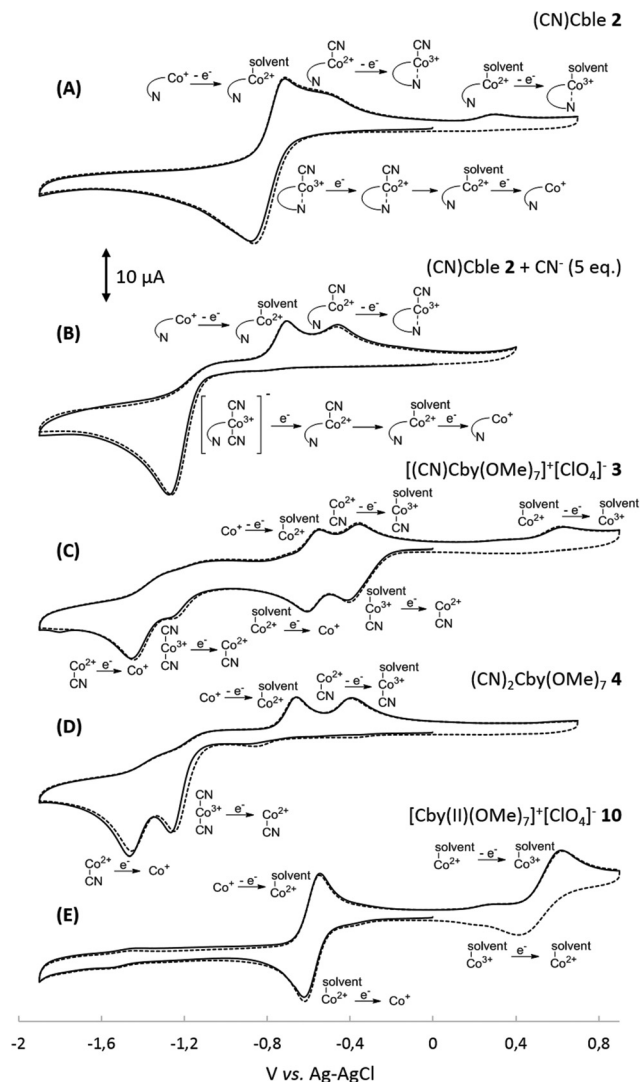 (CN)Cble 2
(A)
Co⁺ - e⁻ Co²⁺ solvent
N N
CN Co²⁺ - e⁻ CN Co³⁺
N N
solvent Co²⁺ - e⁻ solvent Co³⁺
N N
CN Co³⁺ e⁻ CN Co²⁺ solvent Co²⁺ e⁻ Co⁺
N N N N
10 µA
(CN)Cble 2 + CN⁻ (5 eq.)
(B)
Co⁺ - e⁻ solvent Co²⁺
N N
CN Co²⁺ - e⁻ CN Co³⁺
N N
[CN Co³⁺ CN]⁻ e⁻ CN Co²⁺ solvent Co²⁺ e⁻ Co⁺
N N N N
[(CN)Cby(OMe)₇]⁺[ClO₄]⁻ 3
(C)
Co⁺ - e⁻ solvent Co²⁺
Co²⁺ CN - e⁻ solvent Co³⁺ CN
solvent Co²⁺ - e⁻ solvent Co³⁺
Co²⁺ CN e⁻ Co⁺
CN Co³⁺ CN e⁻ Co²⁺ CN
solvent Co²⁺ e⁻ Co⁺
solvent Co³⁺ CN e⁻ Co²⁺ CN
(CN)₂Cby(OMe)₇ 4
(D)
Co⁺ - e⁻ solvent Co²⁺
Co²⁺ CN - e⁻ solvent Co³⁺ CN
CN Co³⁺ CN e⁻ Co²⁺ CN
Co²⁺ CN e⁻ Co⁺
[Cby(II)(OMe)₇]⁺[ClO₄]⁻ 10
(E)
Co⁺ - e⁻ solvent Co²⁺
solvent Co²⁺ - e⁻ solvent Co³⁺
solvent Co³⁺ e⁻ solvent Co²⁺
solvent Co²⁺ e⁻ Co⁺
-2 -1,6 -1,2 -0,8 -0,4 0 0,4 0,8
V vs. Ag-AgCl